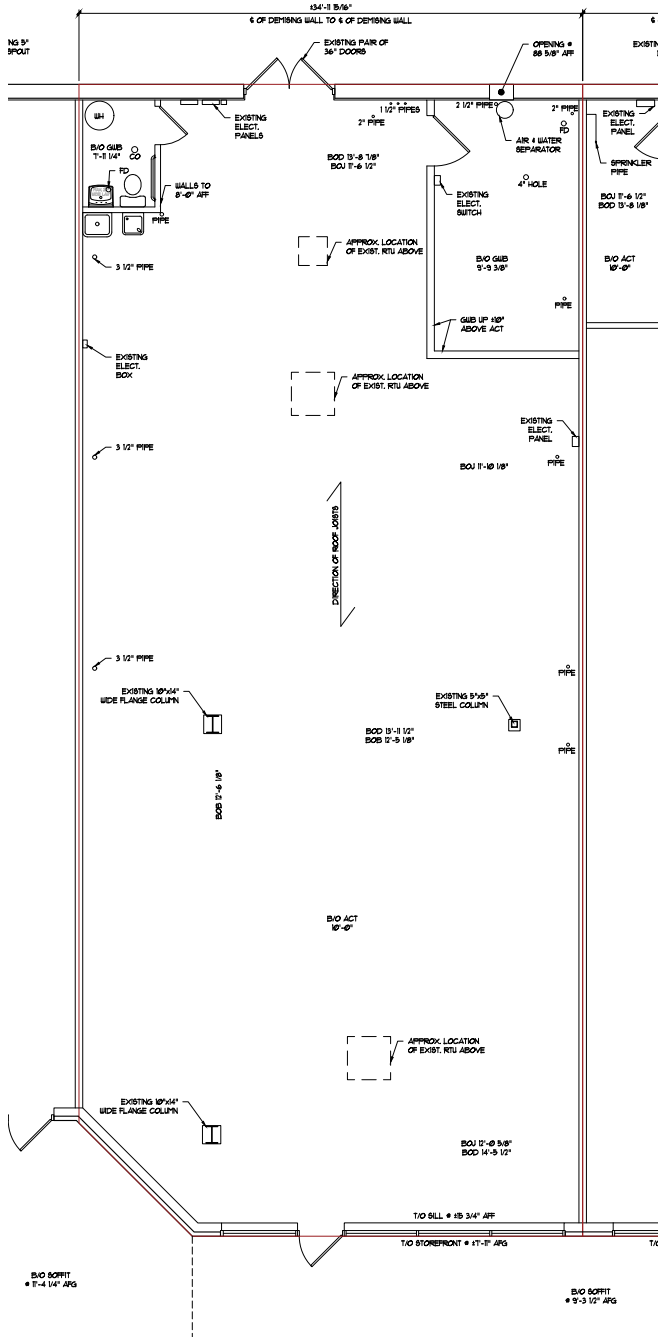 ±34'-11 15/16"
℄ OF DEMISING WALL TO ℄ OF DEMISING WALL
℄
NG 5"
SPOUT
EXISTING PAIR OF
36" DOORS
OPENING @
88 5/8" AFF
WH
EXISTING
ELECT.
PANELS
1 1/2" PIPES
2" PIPE
2 1/2" PIPE
2" PIPE
EXISTING
ELECT.
PANEL
B/O GWB
7'-11 1/4"
CO
FD
BOD 13'-8 7/8"
BOJ 11'-6 1/2"
AIR & WATER
SEPARATOR
FD
SPRINKLER
PIPE
WALLS TO
8'-0" AFF
PIPE
EXISTING
ELECT.
SWITCH
4" HOLE
BOJ 11'-6 1/2"
BOD 13'-8 1/8"
APPROX. LOCATION
OF EXIST. RTU ABOVE
B/O GWB
9'-9 3/8"
B/O ACT
10'-0"
3 1/2" PIPE
PIPE
GWB UP ±10"
ABOVE ACT
EXISTING
ELECT.
BOX
APPROX. LOCATION
OF EXIST. RTU ABOVE
EXISTING
ELECT.
PANEL
3 1/2" PIPE
BOJ 11'-10 1/8"
PIPE
DIRECTION OF ROOF JOISTS
3 1/2" PIPE
PIPE
EXISTING 10"x14"
WIDE FLANGE COLUMN
EXISTING 5"x5"
STEEL COLUMN
BOD 13'-11 1/2"
BOB 12'-5 1/8"
PIPE
BOB 12'-6 1/8"
B/O ACT
10'-0"
APPROX. LOCATION
OF EXIST. RTU ABOVE
EXISTING 10"x14"
WIDE FLANGE COLUMN
BOJ 12'-0 5/8"
BOD 14'-5 1/2"
T/O SILL @ ±15 3/4" AFF
T/O STOREFRONT @ ±7'-11" AFG
B/O SOFFIT
@ 11'-4 1/4" AFG
B/O SOFFIT
@ 9'-3 1/2" AFG